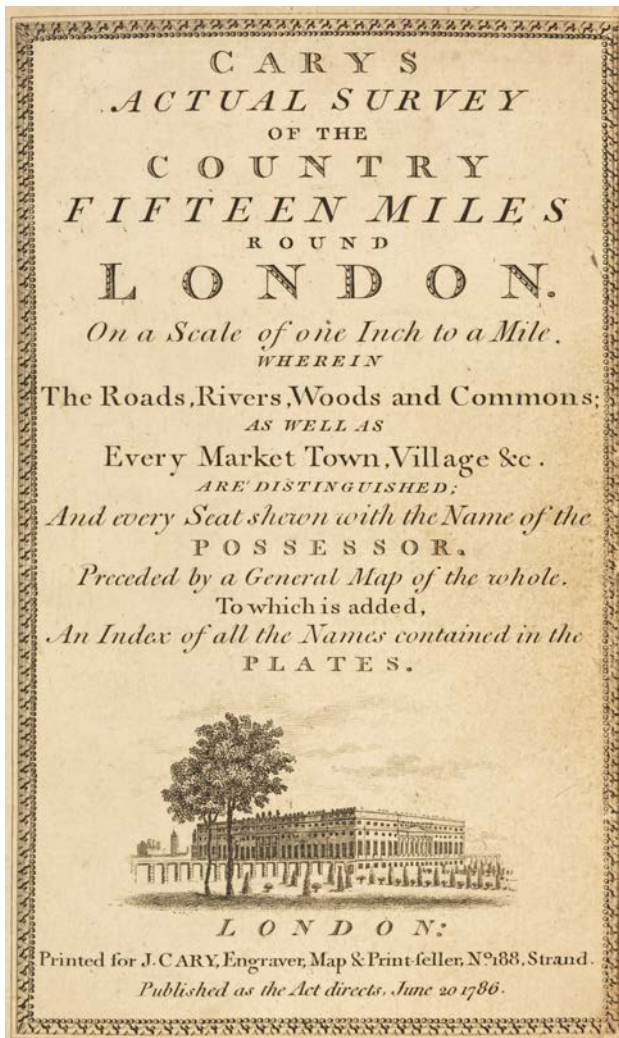 CARYS
ACTUAL SURVEY
OF THE
COUNTRY
FIFTEEN MILES
ROUND
LONDON.
On a Scale of one Inch to a Mile.
WHEREIN
The Roads, Rivers, Woods and Commons;
AS WELL AS
Every Market Town, Village &c.
ARE DISTINGUISHED;
And every Seat shewn with the Name of the
POSSESSOR.
Preceded by a General Map of the whole.
To which is added,
An Index of all the Names contained in the
PLATES.
LONDON:
Printed for J. CARY, Engraver, Map & Print-ſeller, Nº 188, Strand.
Published as the Act directs, June 20 1786.